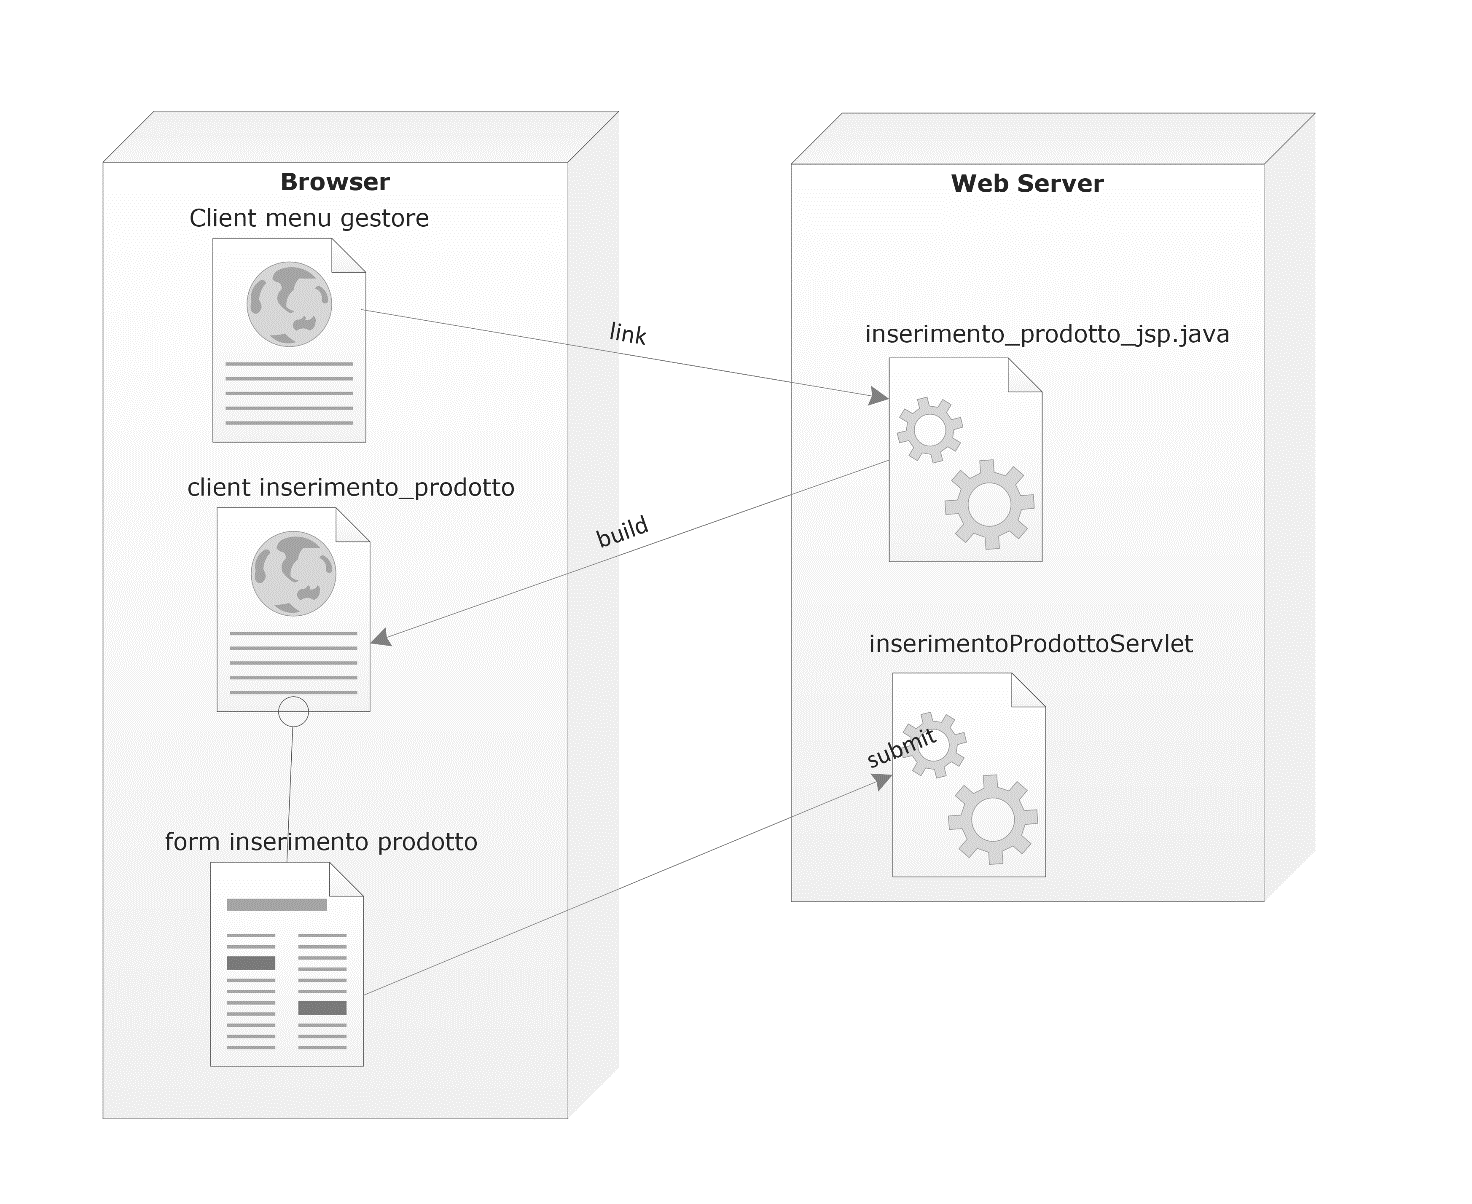 Browser
Client menu gestore
client inserimento_prodotto
form inserimento prodotto
link
build
submit
Web Server
inserimento_prodotto_jsp.java
inserimentoProdottoServlet